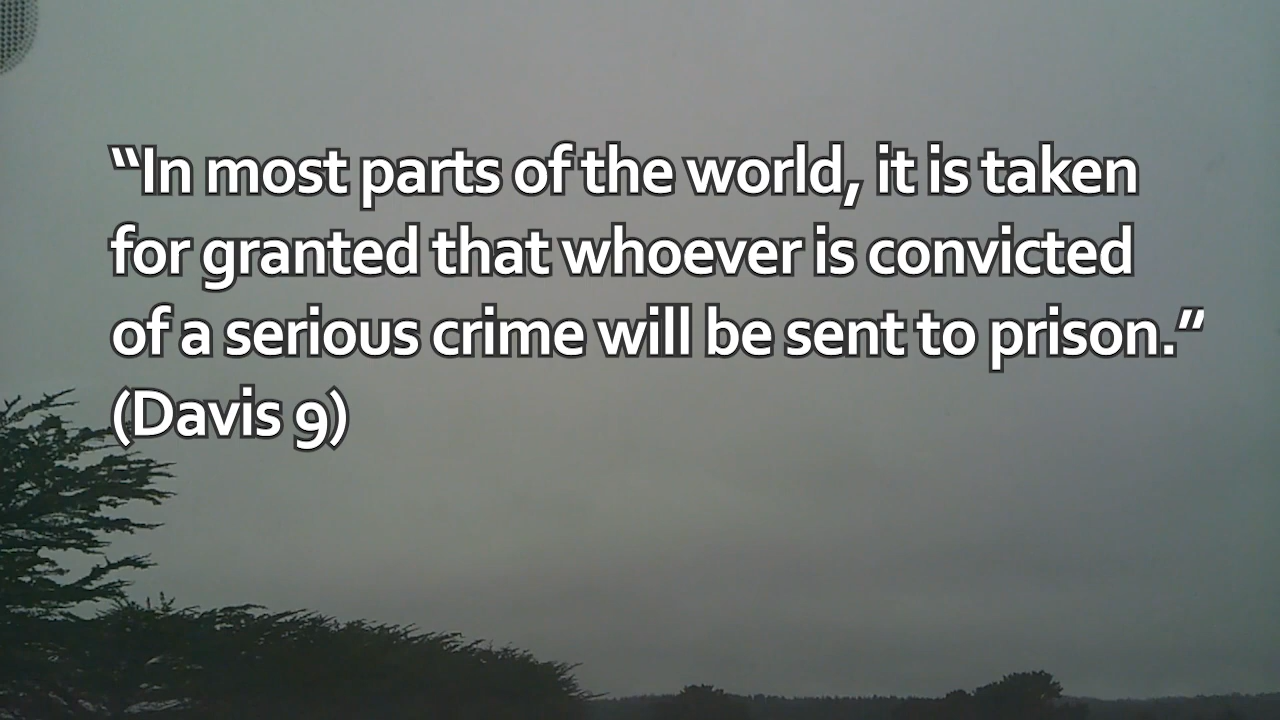 “In most parts of the world, it is taken
for granted that whoever is convicted
of a serious crime will be sent to prison.”
(Davis 9)